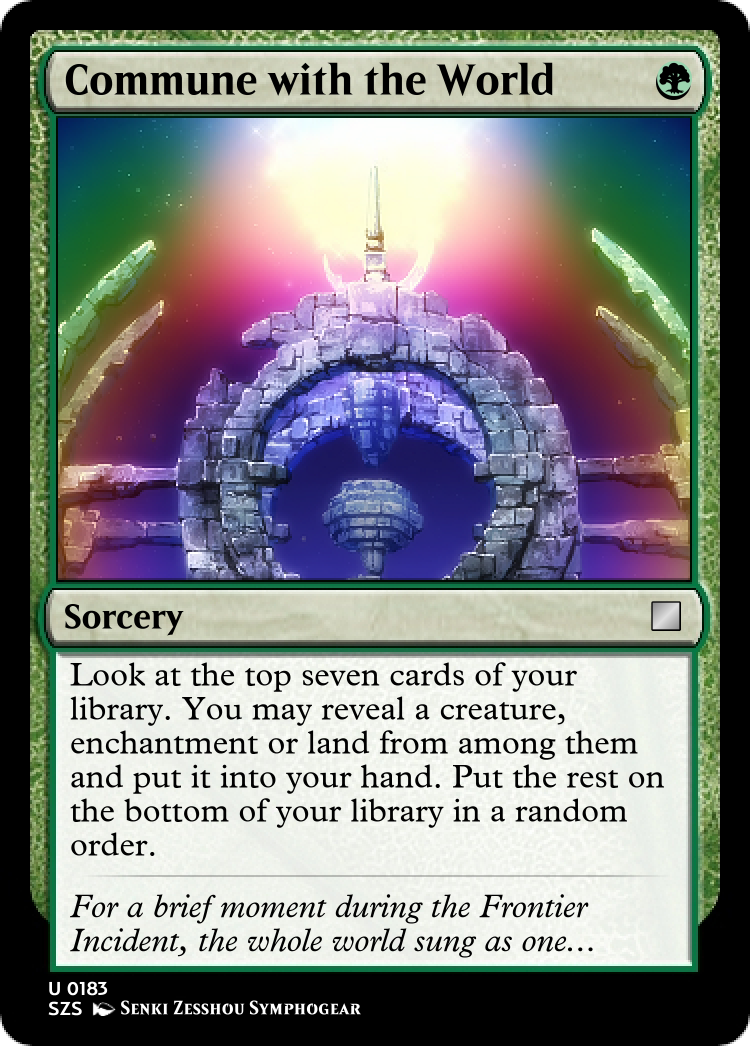 Commune with the World
Sorcery
Look at the top seven cards of your
library. You may reveal a creature,
enchantment or land from among them
and put it into your hand. Put the rest on
the bottom of your library in a random
order.
For a brief moment during the Frontier
Incident, the whole world sung as one...
U 0183
SZS Senki Zesshou Symphogear